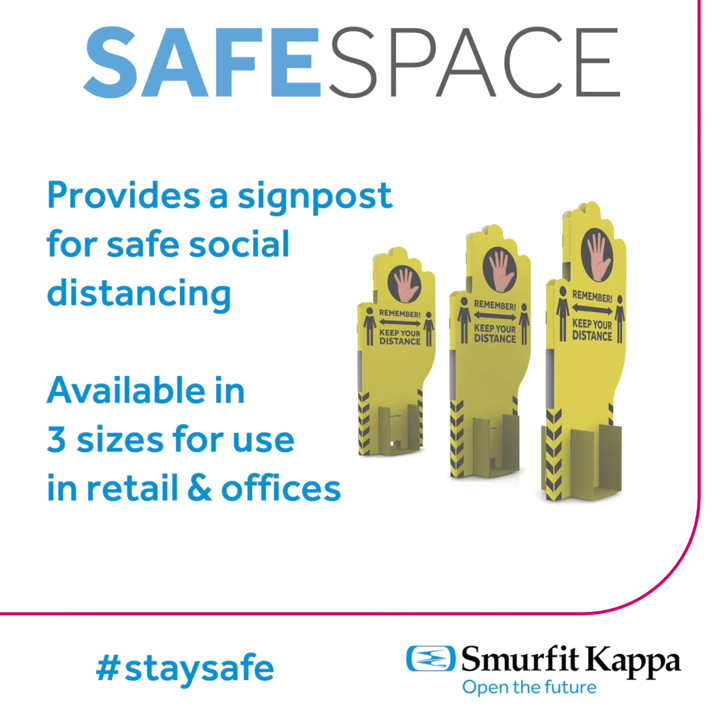 SAFESPACE
Provides a signpost
for safe social
distancing
Available in
3 sizes for use
in retail & offices
REMEMBER!
KEEP YOUR
DISTANCE
REMEMBER!
KEEP YOUR
DISTANCE
REMEMBER!
KEEP YOUR
DISTANCE
#staysafe
Smurfit Kappa
Open the future